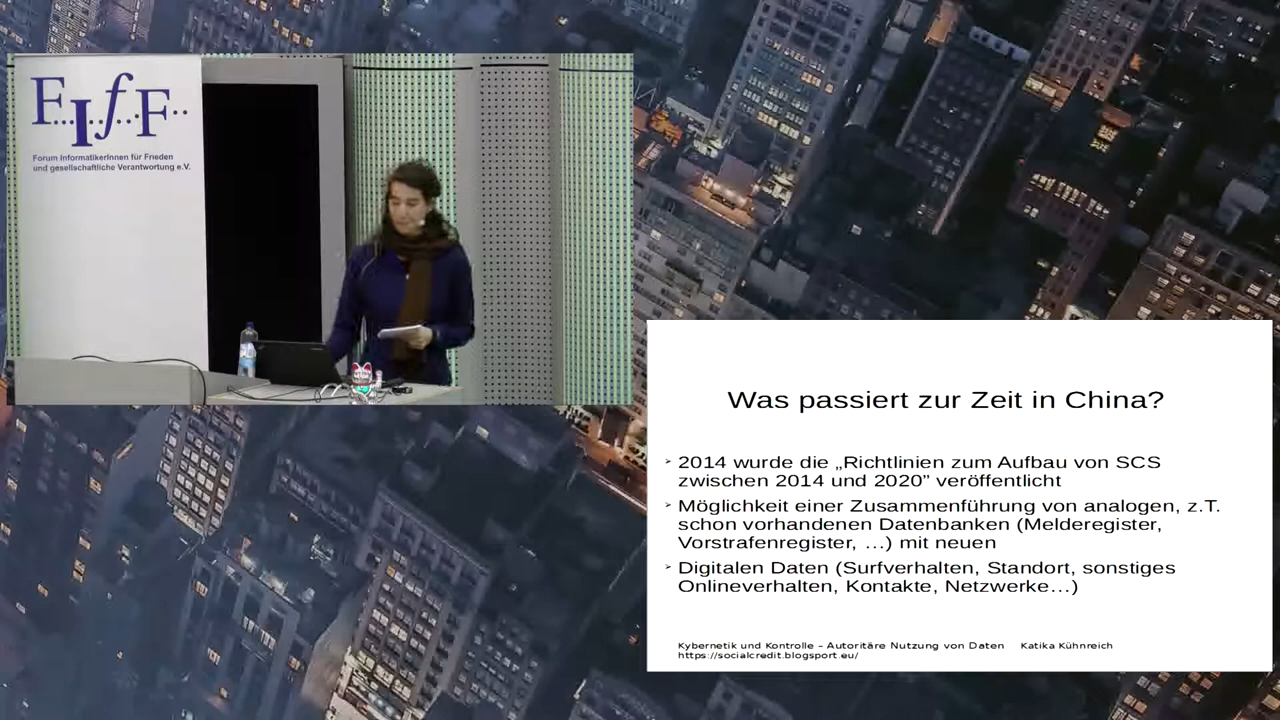 FIfF..
Forum InformatikerInnen für Frieden
und gesellschaftliche Verantwortung e.V.
Was passiert zur Zeit in China?
2014 wurde die „Richtlinien zum Aufbau von SCS
zwischen 2014 und 2020” veröffentlicht
Möglichkeit einer Zusammenführung von analogen, z.T.
schon vorhandenen Datenbanken (Melderegister,
Vorstrafenregister, …) mit neuen
Digitalen Daten (Surfverhalten, Standort, sonstiges
Onlineverhalten, Kontakte, Netzwerke…)
Kybernetik und Kontrolle – Autoritäre Nutzung von Daten Katika Kühnreich
https://socialcredit.blogsport.eu/